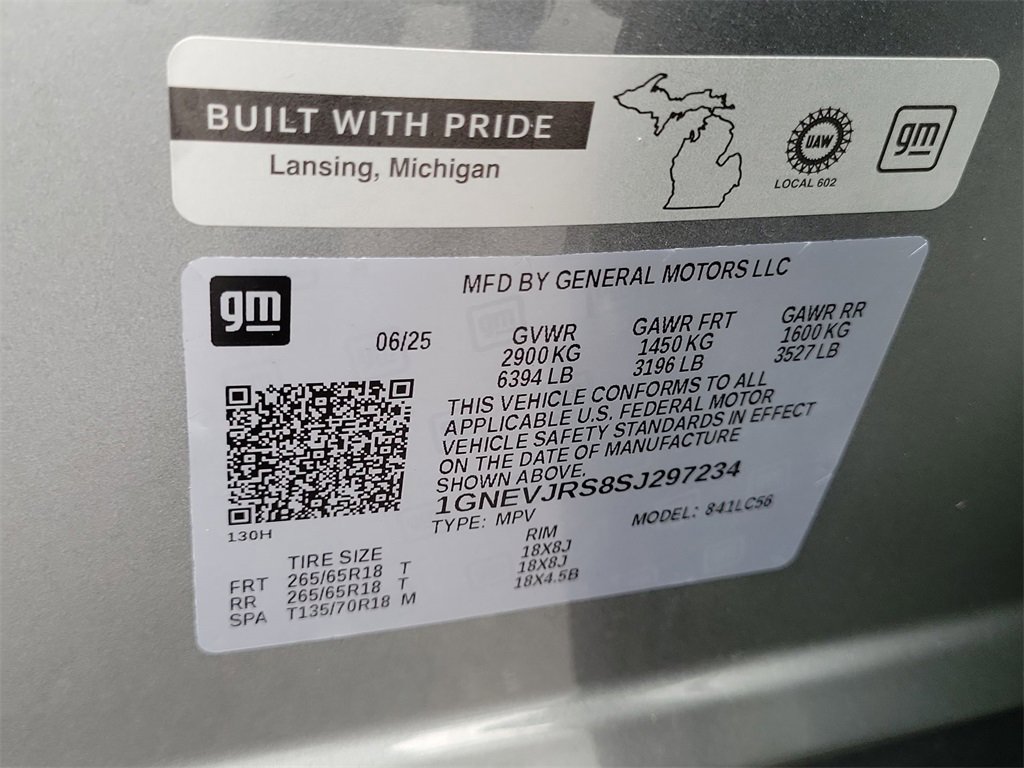 BUILT WITH PRIDE
Lansing, Michigan
UAW
LOCAL 602
gm
gm
MFD BY GENERAL MOTORS LLC
06/25
GVWR
2900 KG
6394 LB
GAWR FRT
1450 KG
3196 LB
GAWR RR
1600 KG
3527 LB
THIS VEHICLE CONFORMS TO ALL
APPLICABLE U.S. FEDERAL MOTOR
VEHICLE SAFETY STANDARDS IN EFFECT
ON THE DATE OF MANUFACTURE
SHOWN ABOVE.
1GNEVJRS8SJ297234
TYPE: MPV MODEL: 841LC56
130H
TIRE SIZE RIM
FRT 265/65R18 T 18X8J
RR 265/65R18 T 18X8J
SPA T135/70R18 M 18X4.5B